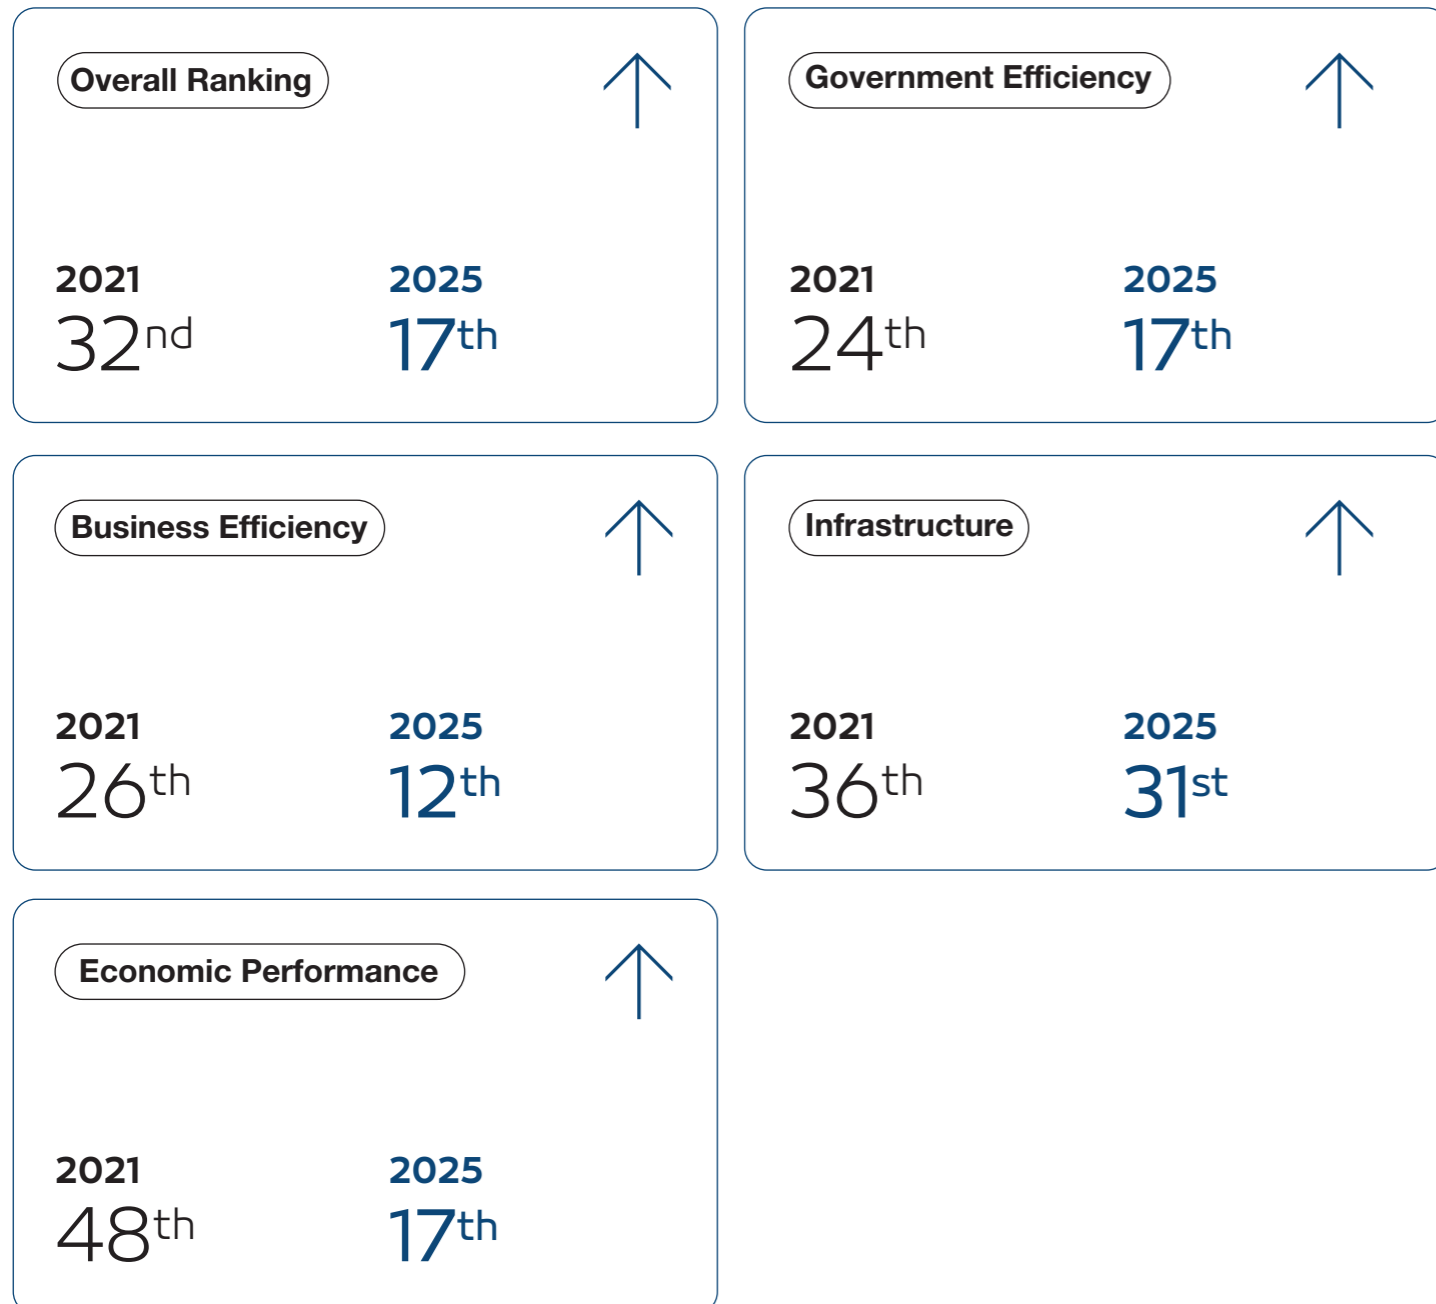 Overall Ranking
2021 2025
32nd 17th
Government Efficiency
2021 2025
24th 17th
Business Efficiency
2021 2025
26th 12th
Infrastructure
2021 2025
36th 31st
Economic Performance
2021 2025
48th 17th